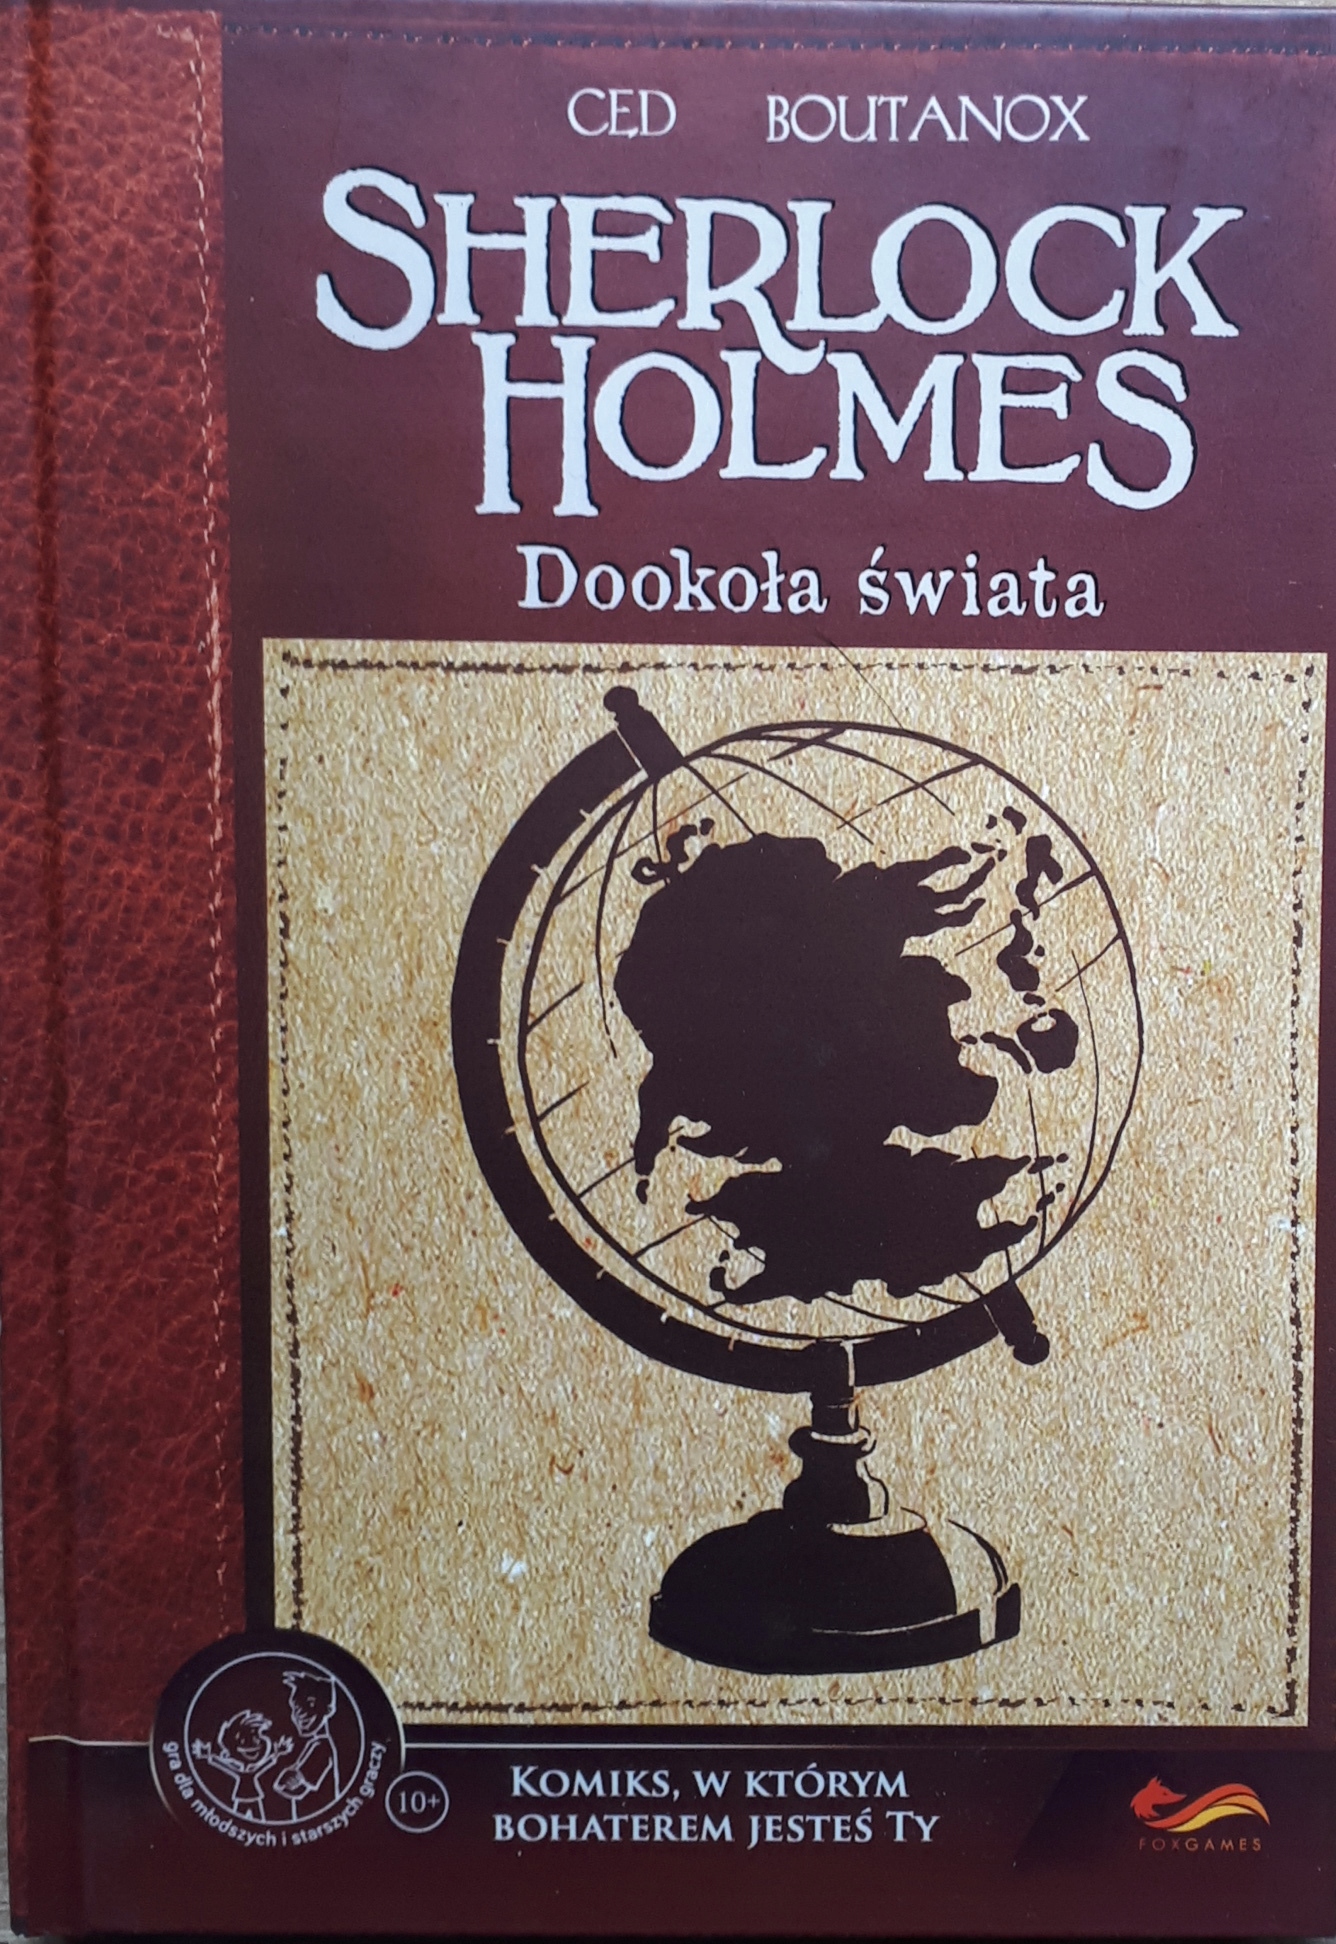 CED BOUTANOX
SHERLOCK
HOLMES
Dookoła świata
gra dla młodszych i starszych graczy
10+
KOMIKS, W KTÓRYM
BOHATEREM JESTEŚ TY
FOXGAMES